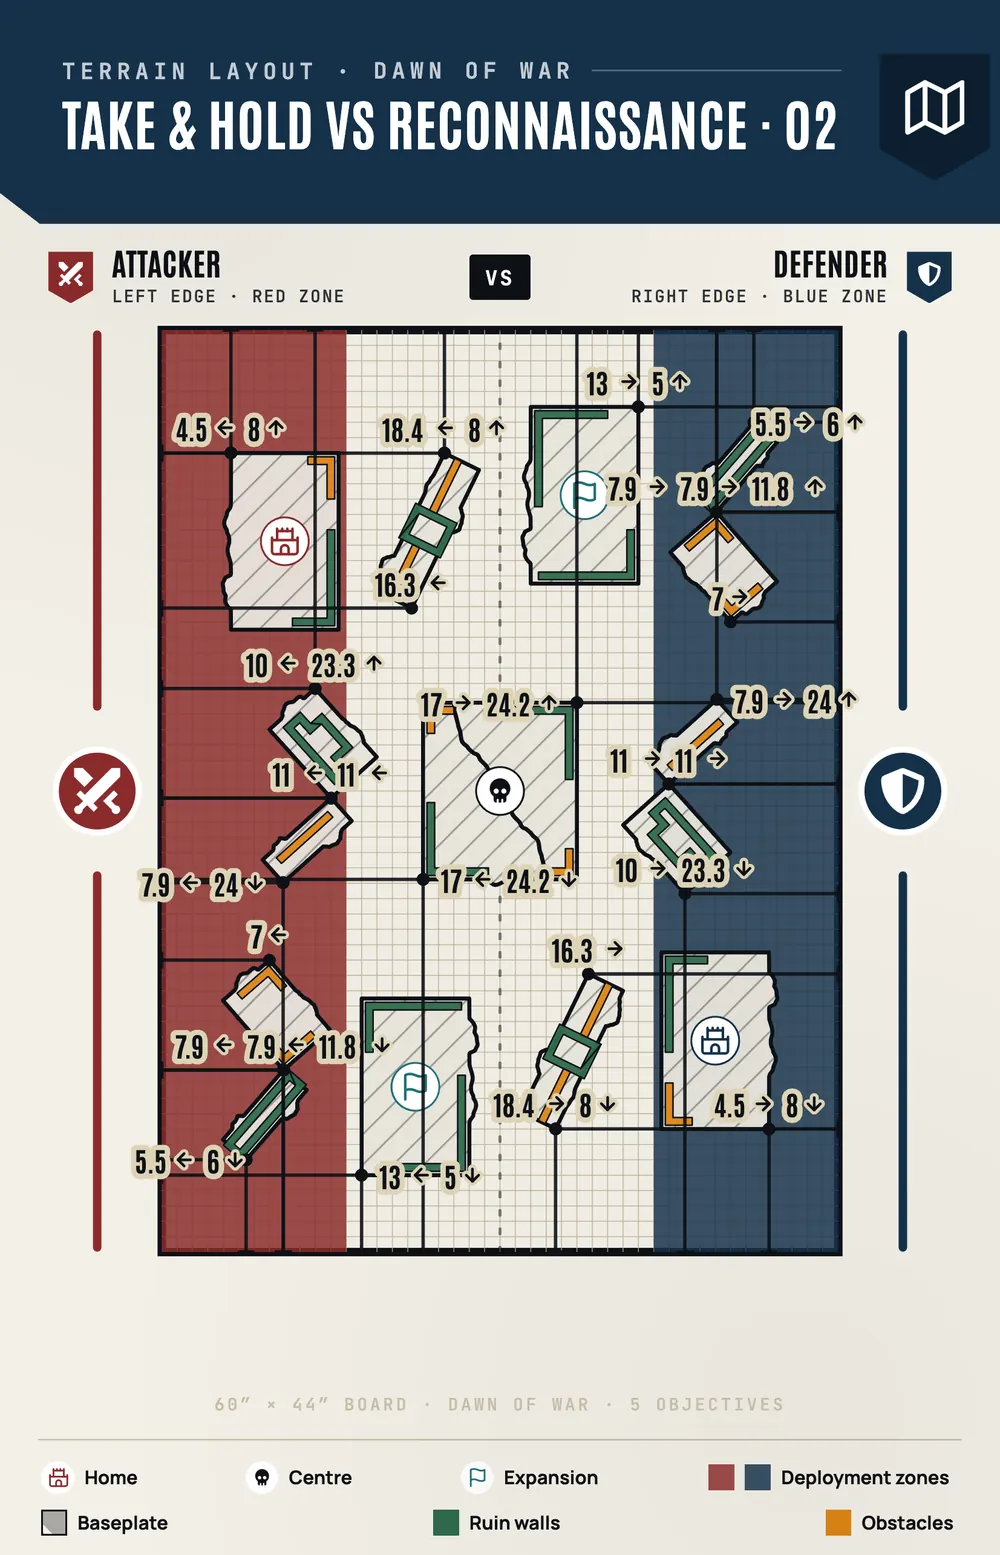 TERRAIN LAYOUT · DAWN OF WAR
TAKE & HOLD VS RECONNAISSANCE · 02
ATTACKER
LEFT EDGE · RED ZONE
VS
DEFENDER
RIGHT EDGE · BLUE ZONE
13 → 5 ↑
4.5 ← 8 ↑
18.4 ← 8 ↑
5.5 → 6 ↑
7.9 → 7.9 → 11.8 ↑
16.3 ←
7 →
10 ← 23.3 ↑
17 → 24.2 ↑
7.9 → 24 ↑
11 ← 11 ←
11 → 11 →
7.9 ← 24 ↓
17 ← 24.2 ↓
10 → 23.3 ↓
7 ←
16.3 →
7.9 ← 7.9 ← 11.8 ↓
18.4 → 8 ↓
4.5 → 8 ↓
5.5 ← 6 ↓
13 ← 5 ↓
60″ × 44″ BOARD · DAWN OF WAR · 5 OBJECTIVES
Home
Centre
Expansion
Deployment zones
Baseplate
Ruin walls
Obstacles